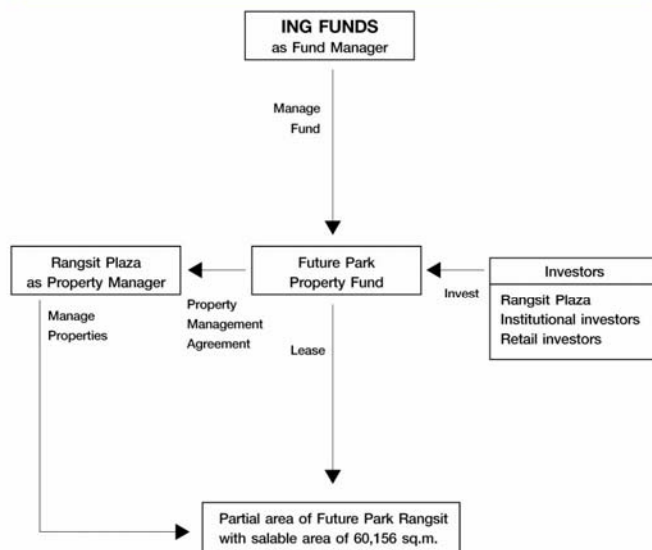 ING FUNDS
as Fund Manager
Manage
Fund
Rangsit Plaza
as Property Manager
Future Park
Property Fund
Investors
Rangsit Plaza
Institutional investors
Retail investors
Invest
Manage
Properties
Property
Management
Agreement
Lease
Partial area of Future Park Rangsit
with salable area of 60,156 sq.m.